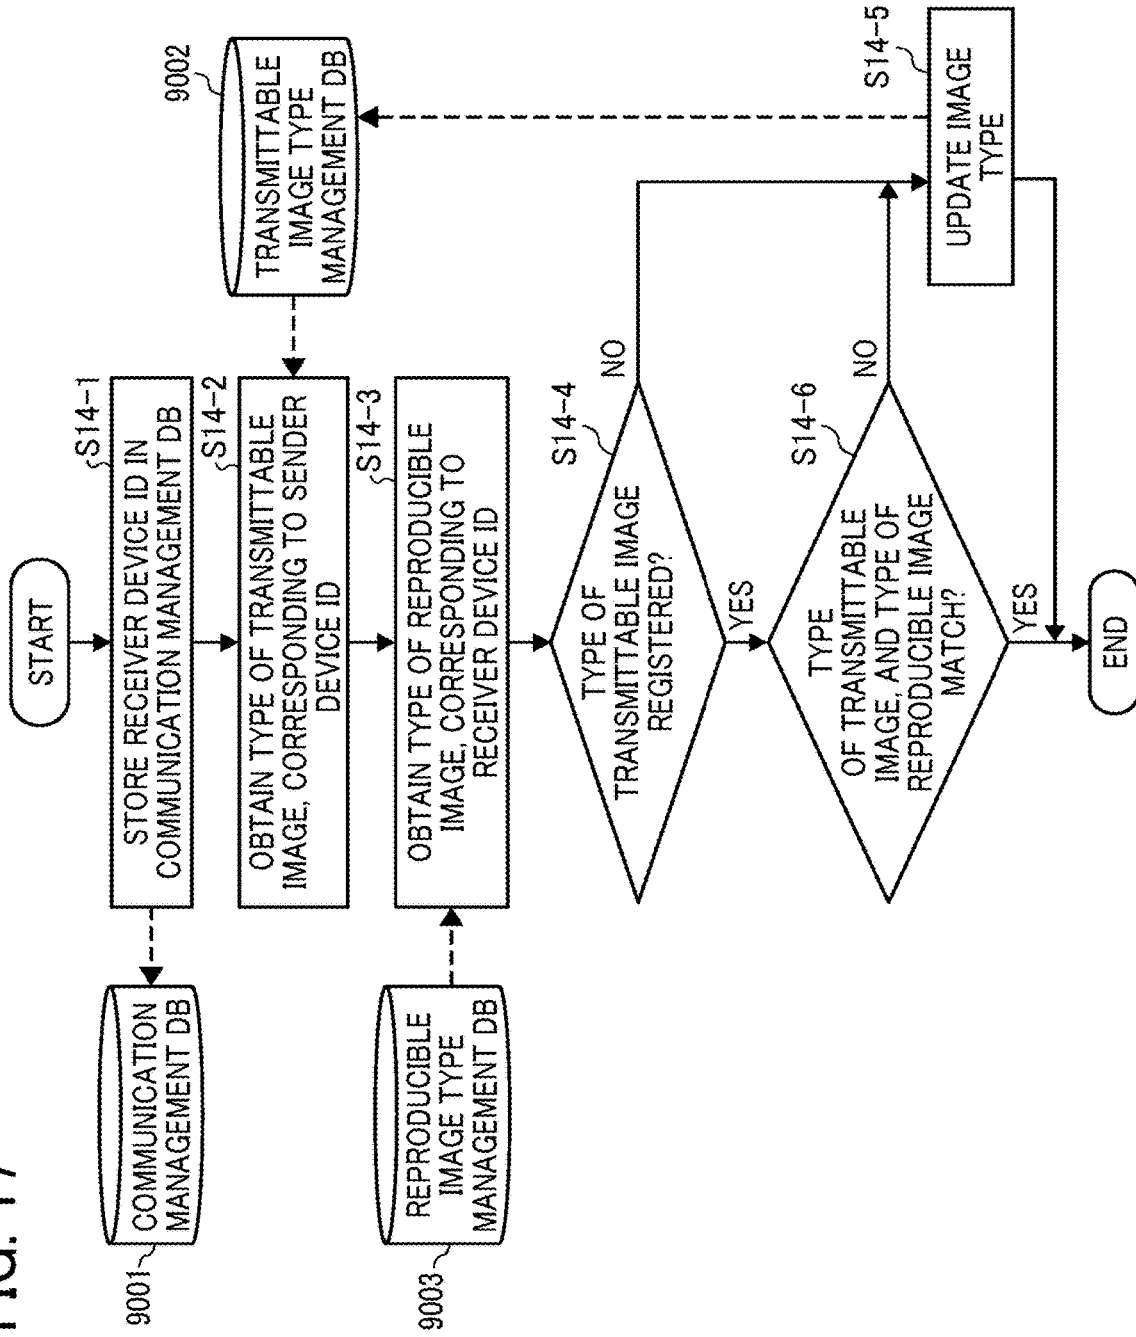 FIG. 17
START
S14-1
STORE RECEIVER DEVICE ID IN
COMMUNICATION MANAGEMENT DB
9001
COMMUNICATION
MANAGEMENT DB
S14-2
OBTAIN TYPE OF TRANSMITTABLE
IMAGE, CORRESPONDING TO SENDER
DEVICE ID
9002
TRANSMITTABLE
IMAGE TYPE
MANAGEMENT DB
S14-3
OBTAIN TYPE OF REPRODUCIBLE
IMAGE, CORRESPONDING TO
RECEIVER DEVICE ID
9003
REPRODUCIBLE
IMAGE TYPE
MANAGEMENT DB
S14-4
TYPE OF
TRANSMITTABLE IMAGE
REGISTERED?
NO
YES
S14-6
TYPE
OF TRANSMITTABLE
IMAGE, AND TYPE OF
REPRODUCIBLE IMAGE
MATCH?
NO
YES
S14-5
UPDATE IMAGE
TYPE
END